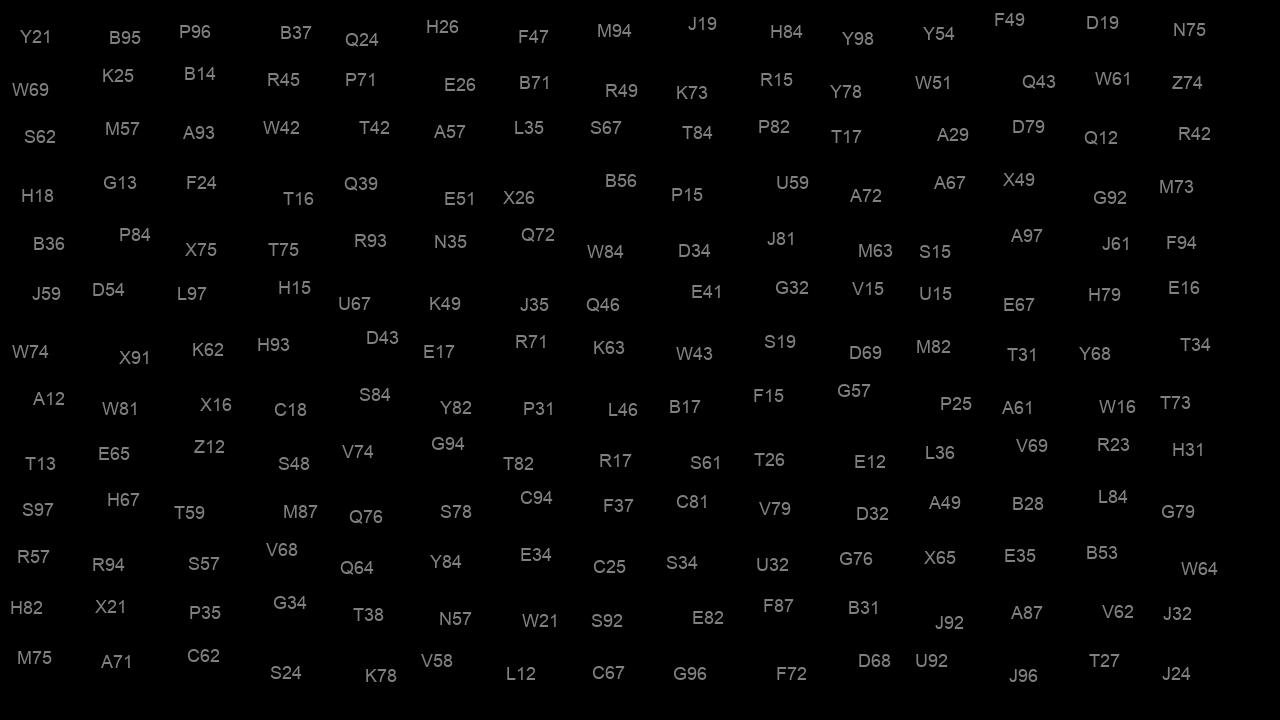 Y21 B95 P96 B37 Q24 H26 F47 M94 J19 H84 Y98 Y54 F49 D19 N75
W69 K25 B14 R45 P71 E26 B71 R49 K73 R15 Y78 W51 Q43 W61 Z74
S62 M57 A93 W42 T42 A57 L35 S67 T84 P82 T17 A29 D79 Q12 R42
H18 G13 F24 T16 Q39 E51 X26 B56 P15 U59 A72 A67 X49 G92 M73
B36 P84 X75 T75 R93 N35 Q72 W84 D34 J81 M63 S15 A97 J61 F94
J59 D54 L97 H15 U67 K49 J35 Q46 E41 G32 V15 U15 E67 H79 E16
W74 X91 K62 H93 D43 E17 R71 K63 W43 S19 D69 M82 T31 Y68 T34
A12 W81 X16 C18 S84 Y82 P31 L46 B17 F15 G57 P25 A61 W16 T73
T13 E65 Z12 S48 V74 G94 T82 R17 S61 T26 E12 L36 V69 R23 H31
S97 H67 T59 M87 Q76 S78 C94 F37 C81 V79 D32 A49 B28 L84 G79
R57 R94 S57 V68 Q64 Y84 E34 C25 S34 U32 G76 X65 E35 B53 W64
H82 X21 P35 G34 T38 N57 W21 S92 E82 F87 B31 J92 A87 V62 J32
M75 A71 C62 S24 K78 V58 L12 C67 G96 F72 D68 U92 J96 T27 J24